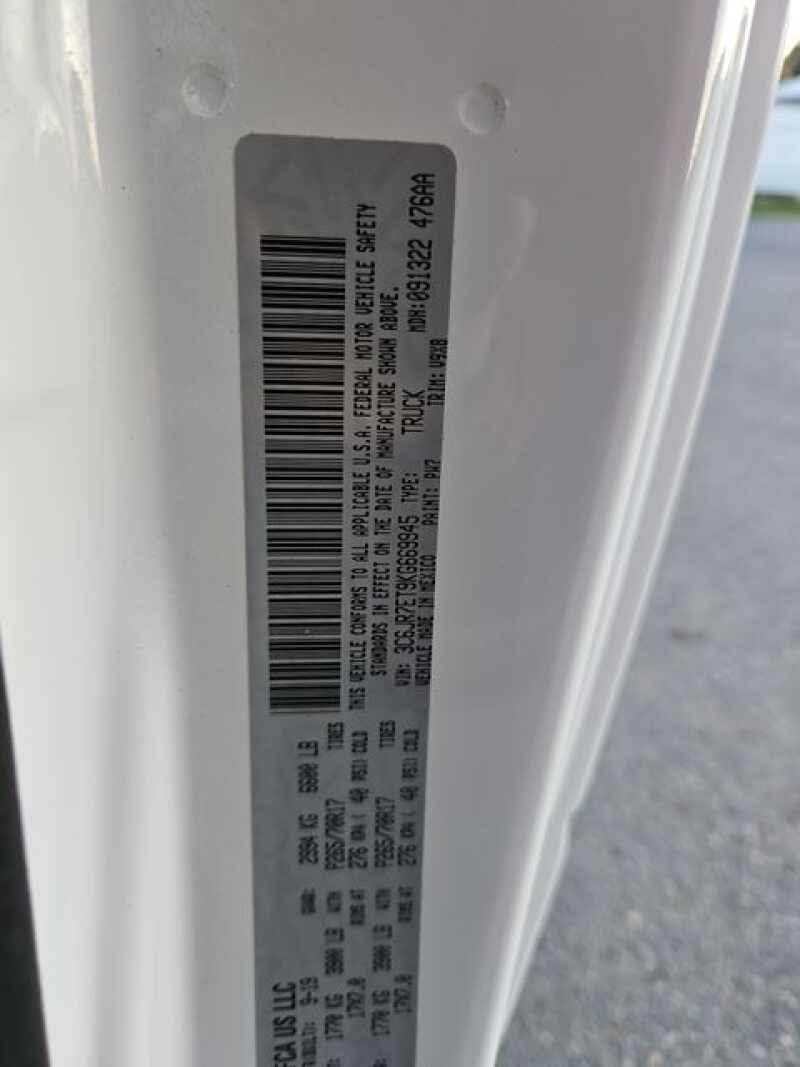 FCA US LLC
9-19 2994 KG 6600 LB
1770 KG 3900 LB WITH P265/70R17 TIRES
17X7.0 RIMS AT 276 KPA ( 40 PSI) COLD
1770 KG 3900 LB WITH P265/70R17 TIRES
17X7.0 RIMS AT 276 KPA ( 40 PSI) COLD
THIS VEHICLE CONFORMS TO ALL APPLICABLE U.S.A. FEDERAL MOTOR VEHICLE SAFETY
STANDARDS IN EFFECT ON THE DATE OF MANUFACTURE SHOWN ABOVE.
VIN: 3C6JR7ET9KG669945 TYPE: TRUCK MDH:091322 476AA
VEHICLE MADE IN MEXICO PAINT: PW7 TRIM: V9X8